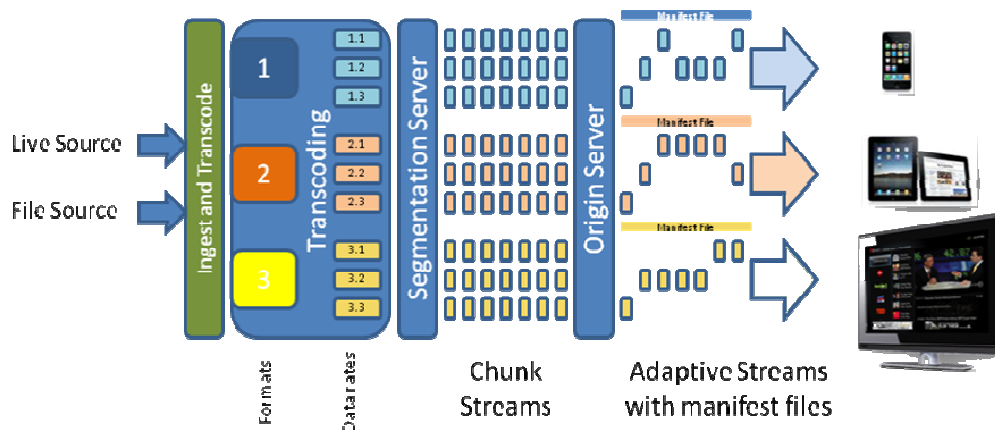 Live Source
File Source
Ingest and Transcode
1
2
3
Transcoding
1.1
1.2
1.3
2.1
2.2
2.3
3.1
3.2
3.3
Formats
Datarates
Segmentation Server
Chunk
Streams
Origin Server
Manifest File
Manifest File
Manifest File
Adaptive Streams
with manifest files